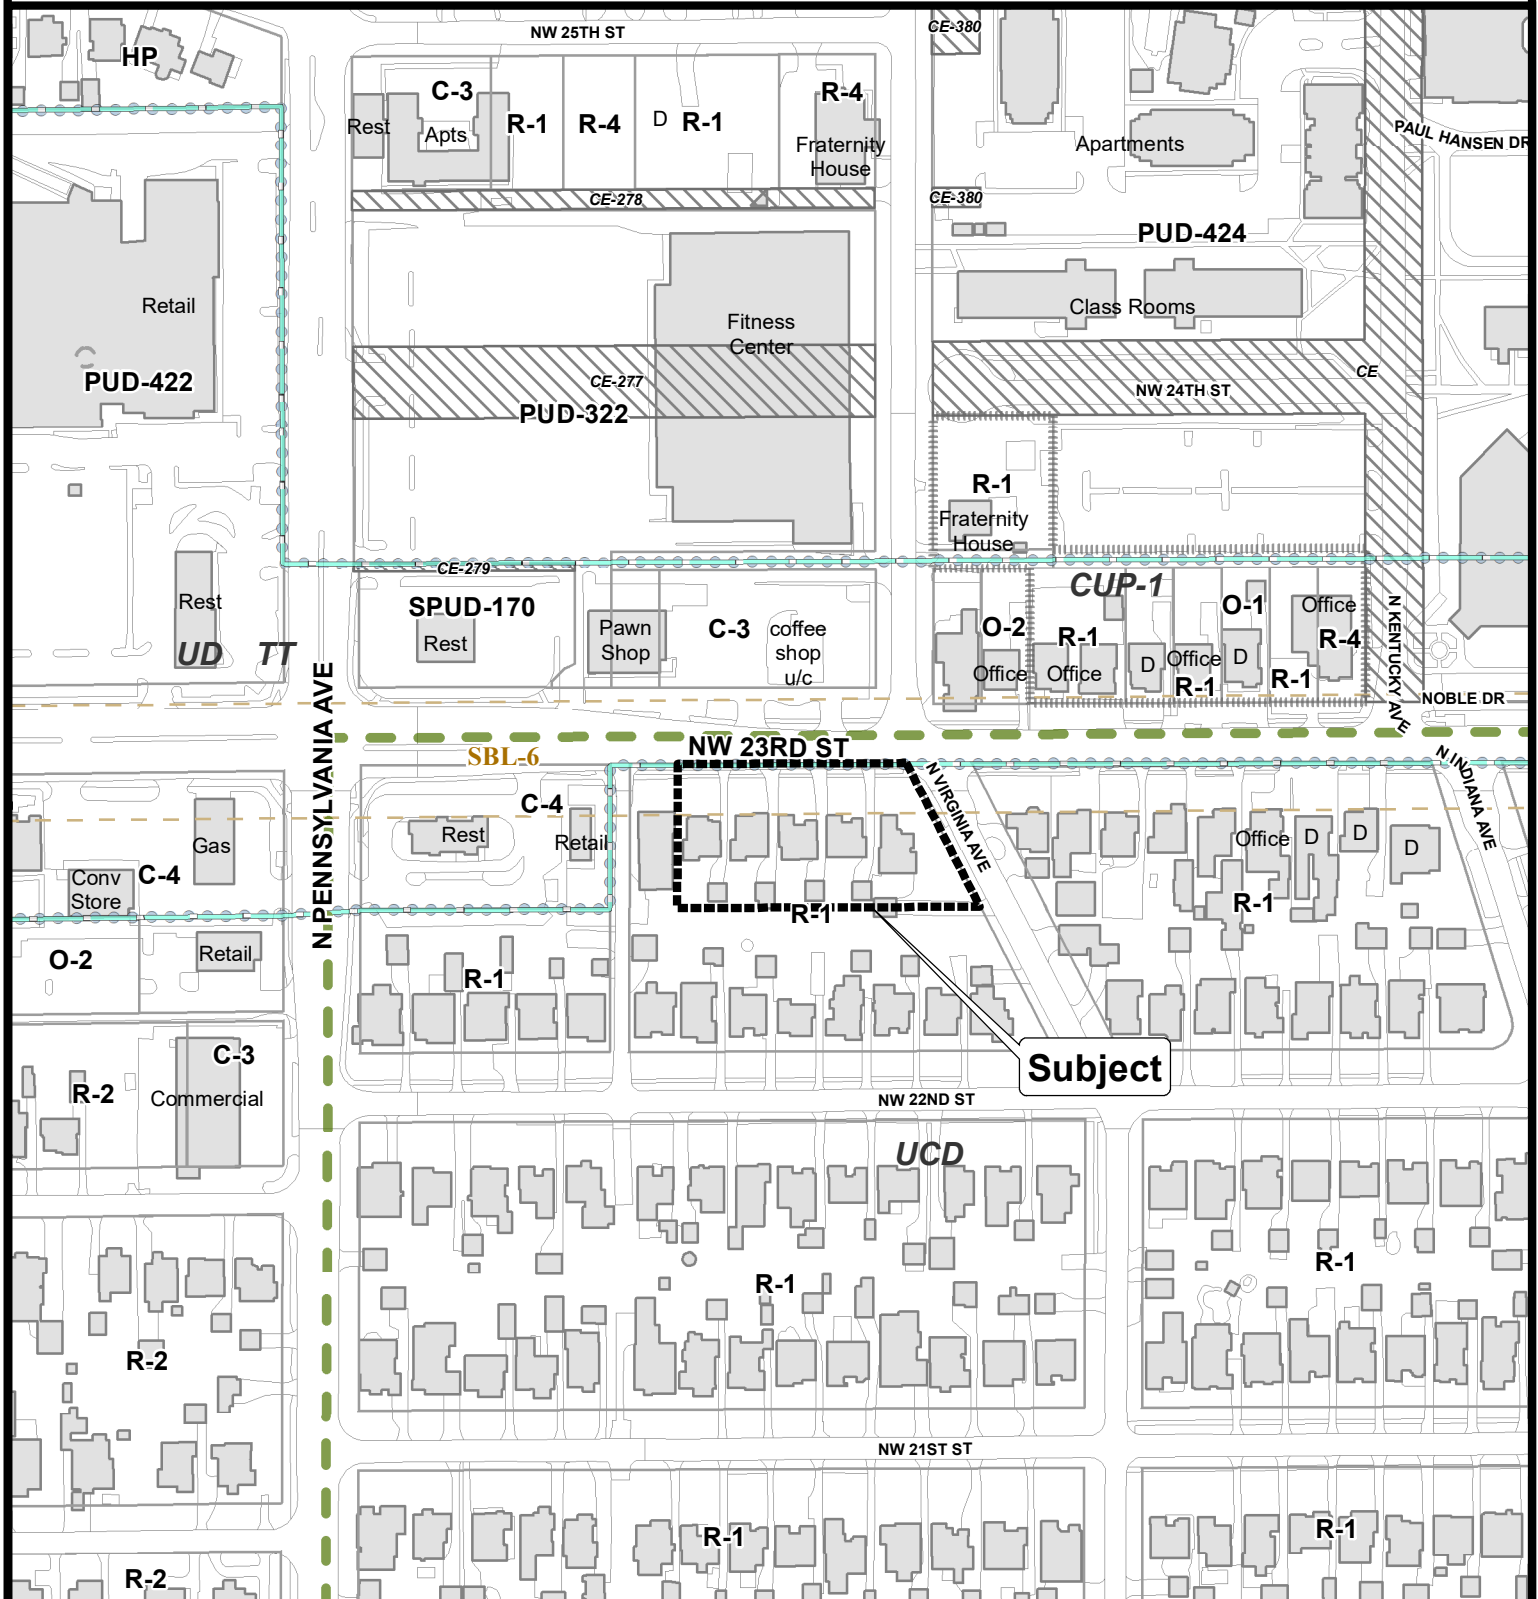 NW 25TH ST
CE-380
HP
C-3
R-4
Rest
Apts
R-1
R-4
D
R-1
Fraternity
House
Apartments
PAUL HANSEN DR
CE-278
CE-380
PUD-424
Retail
Class Rooms
Fitness
Center
PUD-422
CE-277
CE
NW 24TH ST
PUD-322
R-1
Fraternity
House
CE-279
CUP-1
SPUD-170
Rest
Rest
Pawn
Shop
C-3
coffee
shop
u/c
O-2
Office
R-1
Office
D
Office
R-1
O-1
D
R-1
Office
R-4
N KENTUCKY AVE
UD
TT
NOBLE DR
N PENNSYLVANIA AVE
NW 23RD ST
SBL-6
N VIRGINIA AVE
N INDIANA AVE
C-4
Rest
Retail
Gas
Conv
Store
C-4
Office
D
D
D
R-1
R-1
O-2
Retail
R-1
Subject
C-3
R-2
Commercial
NW 22ND ST
UCD
R-1
R-1
R-2
NW 21ST ST
R-1
R-1
R-2